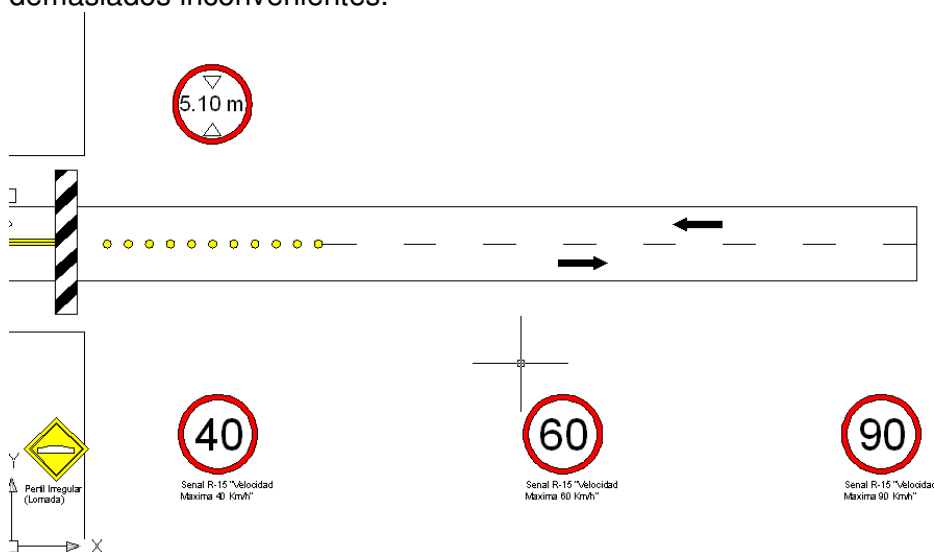 demasiados inconvenientes.
5.10 m
40
60
90
Senal R-15 "Velocidad
Maxima 40 Km/h"
Senal R-15 "Velocidad
Maxima 60 Km/h"
Senal R-15 "Velocidad
Maxima 90 Km/h"
Perfil Irregular
(Lomada)
Y
X